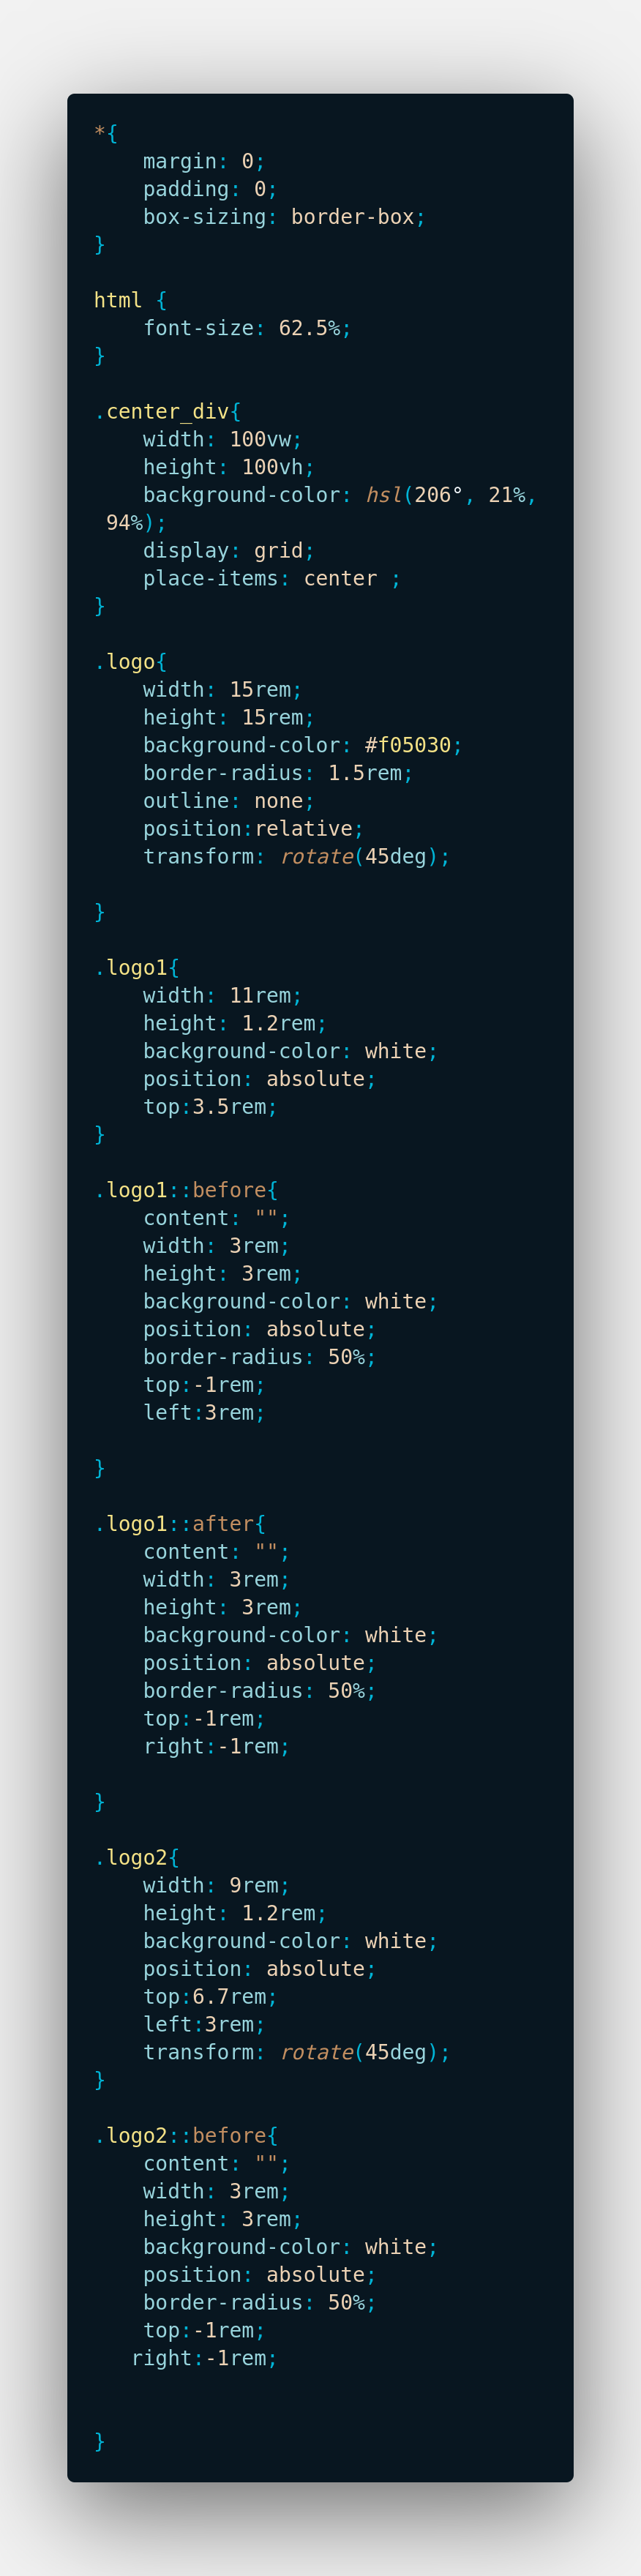 *{
    margin: 0;
    padding: 0;
    box-sizing: border-box;
}

html {
    font-size: 62.5%;
}

.center_div{
    width: 100vw;
    height: 100vh;
    background-color: hsl(206°, 21%,
 94%);
    display: grid;
    place-items: center ;
}

.logo{
    width: 15rem;
    height: 15rem;
    background-color: #f05030;
    border-radius: 1.5rem;
    outline: none;
    position:relative;
    transform: rotate(45deg);

}

.logo1{
    width: 11rem;
    height: 1.2rem;
    background-color: white;
    position: absolute;
    top:3.5rem;
}

.logo1::before{
    content: "";
    width: 3rem;
    height: 3rem;
    background-color: white;
    position: absolute;
    border-radius: 50%;
    top:-1rem;
    left:3rem;

}

.logo1::after{
    content: "";
    width: 3rem;
    height: 3rem;
    background-color: white;
    position: absolute;
    border-radius: 50%;
    top:-1rem;
    right:-1rem;

}

.logo2{
    width: 9rem;
    height: 1.2rem;
    background-color: white;
    position: absolute;
    top:6.7rem;
    left:3rem;
    transform: rotate(45deg);
}

.logo2::before{
    content: "";
    width: 3rem;
    height: 3rem;
    background-color: white;
    position: absolute;
    border-radius: 50%;
    top:-1rem;
   right:-1rem;


}